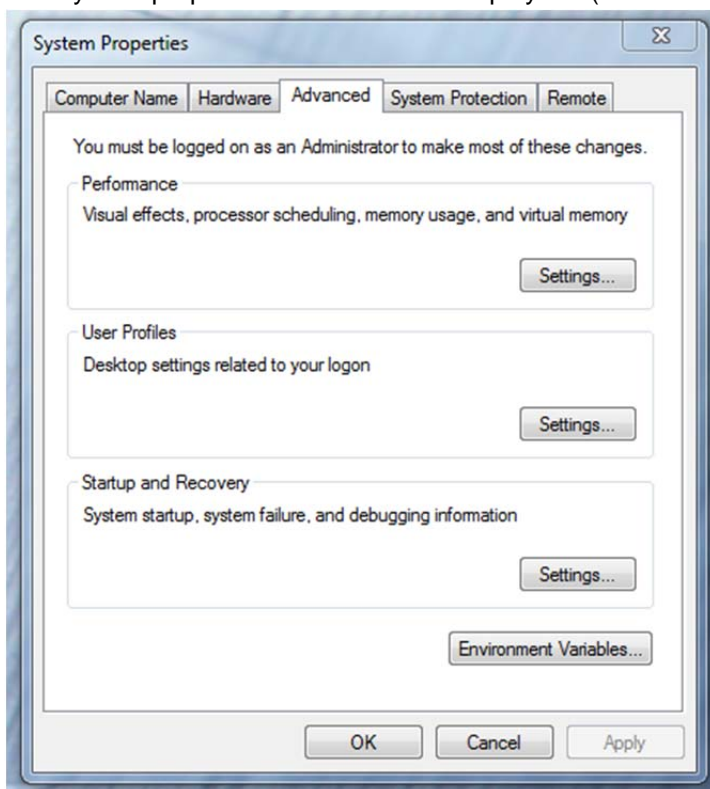 System Properties
Computer Name Hardware Advanced System Protection Remote
You must be logged on as an Administrator to make most of these changes.
Performance
Visual effects, processor scheduling, memory usage, and virtual memory
Settings...
User Profiles
Desktop settings related to your logon
Settings...
Startup and Recovery
System startup, system failure, and debugging information
Settings...
Environment Variables...
OK Cancel Apply